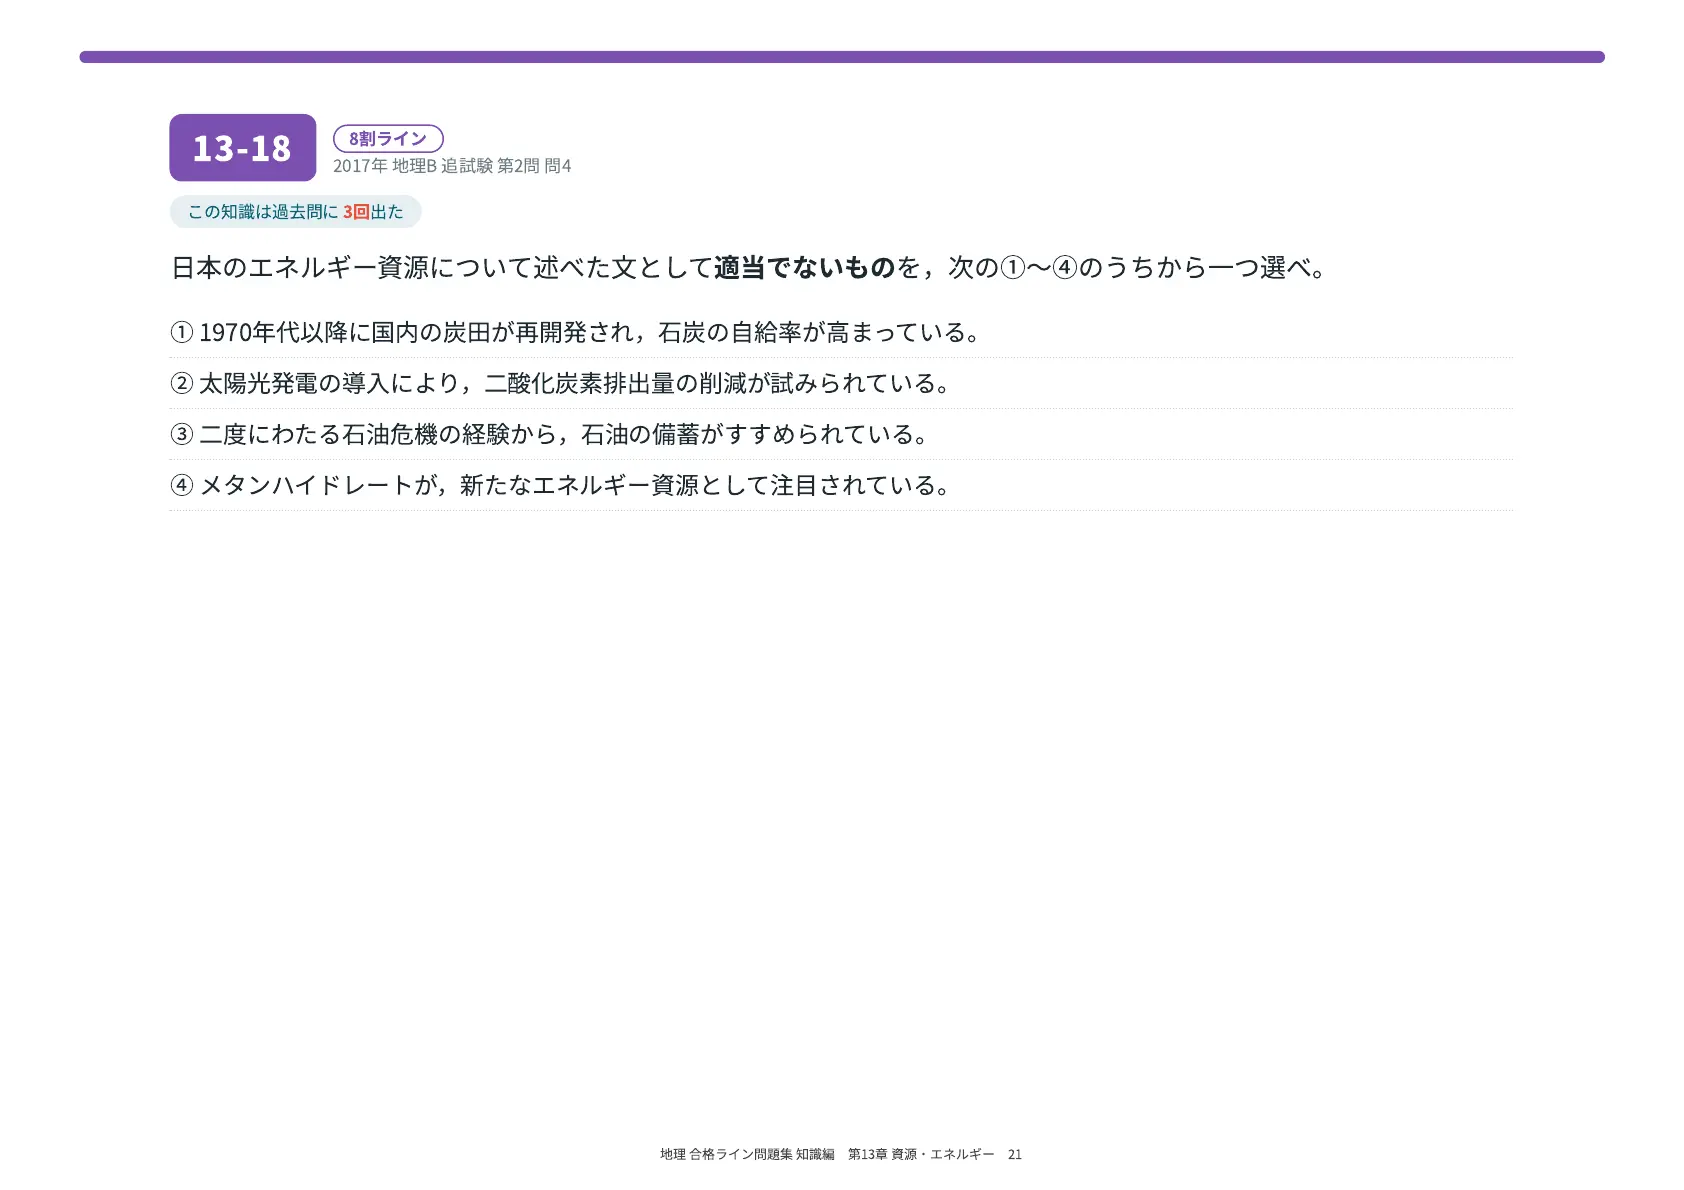 13-18
8割ライン
2017年 地理B 追試験 第2問 問4
この知識は過去問に 3回出た
日本のエネルギー資源について述べた文として適当でないものを，次の①～④のうちから一つ選べ。
① 1970年代以降に国内の炭田が再開発され，石炭の自給率が高まっている。
② 太陽光発電の導入により，二酸化炭素排出量の削減が試みられている。
③ 二度にわたる石油危機の経験から，石油の備蓄がすすめられている。
④ メタンハイドレートが，新たなエネルギー資源として注目されている。
地理 合格ライン問題集 知識編　第13章 資源・エネルギー　21